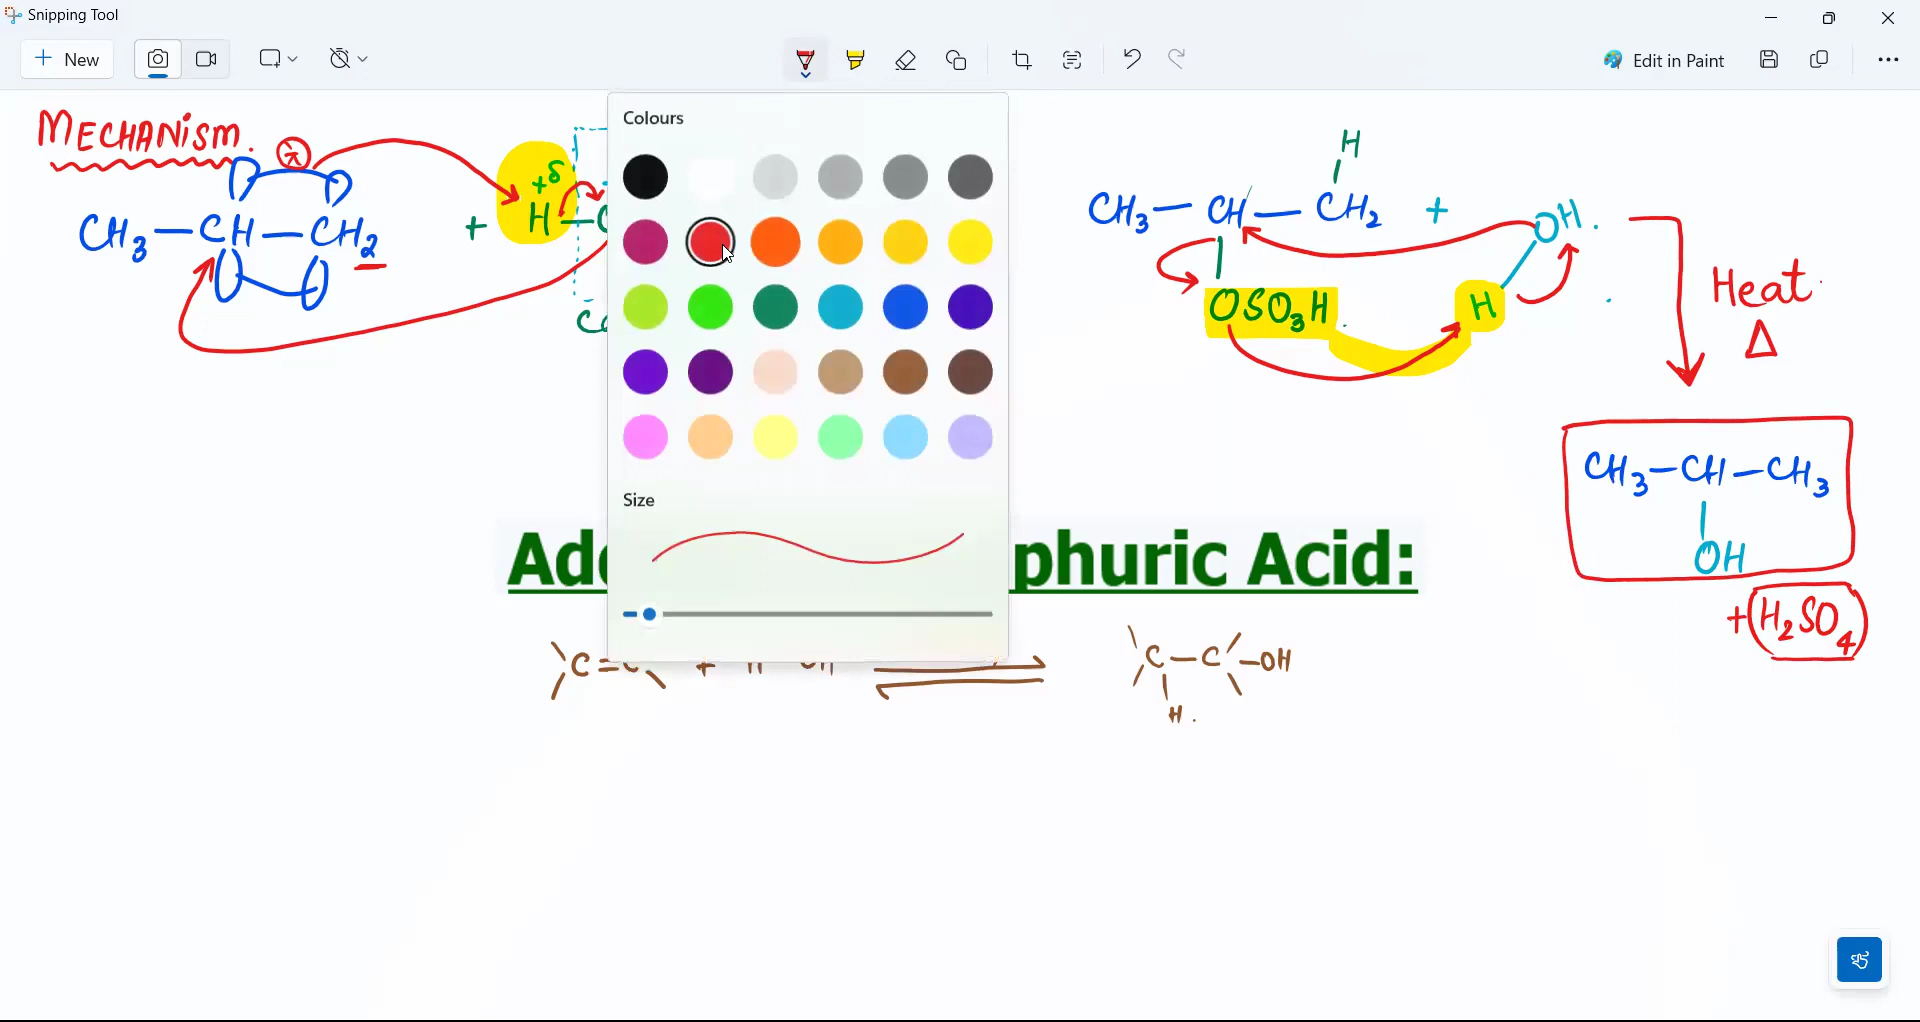 Snipping Tool
New
Edit in Paint
MECHANISM.
π
CH3—CH—CH2
+
+δ
H—
Colours
Size
H
CH3—CH—CH2 +
OH.
OSO3H
H
Heat
Δ
CH3—CH—CH3
OH
+ H2SO4
phuric Acid:
C
+
C—C—OH
H.